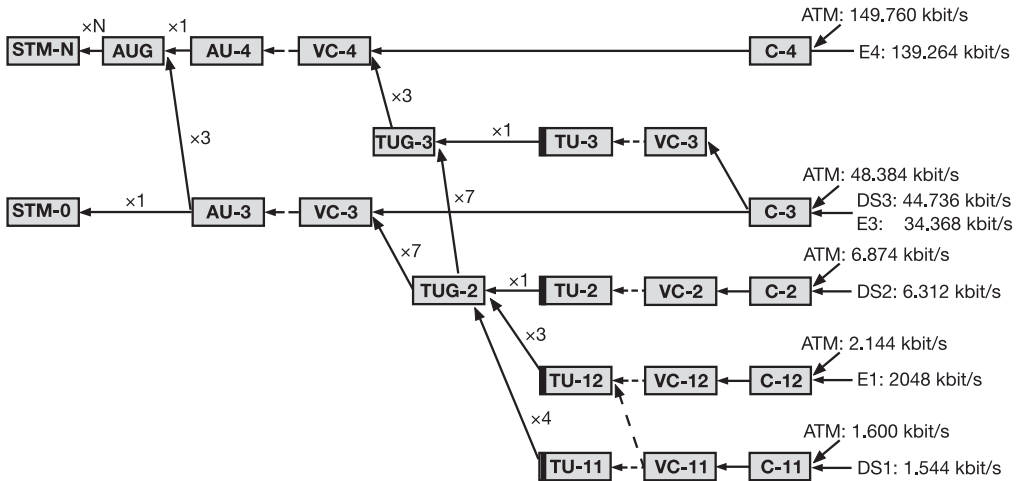 ATM: 149.760 kbit/s
×N
×1
STM-N
AUG
AU-4
VC-4
C-4
E4: 139.264 kbit/s
×3
×1
TUG-3
TU-3
VC-3
×3
ATM: 48.384 kbit/s
×1
×7
DS3: 44.736 kbit/s
STM-0
AU-3
VC-3
C-3
E3: 34.368 kbit/s
×7
ATM: 6.874 kbit/s
×1
TUG-2
TU-2
VC-2
C-2
DS2: 6.312 kbit/s
×3
ATM: 2.144 kbit/s
TU-12
VC-12
C-12
E1: 2048 kbit/s
×4
ATM: 1.600 kbit/s
TU-11
VC-11
C-11
DS1: 1.544 kbit/s